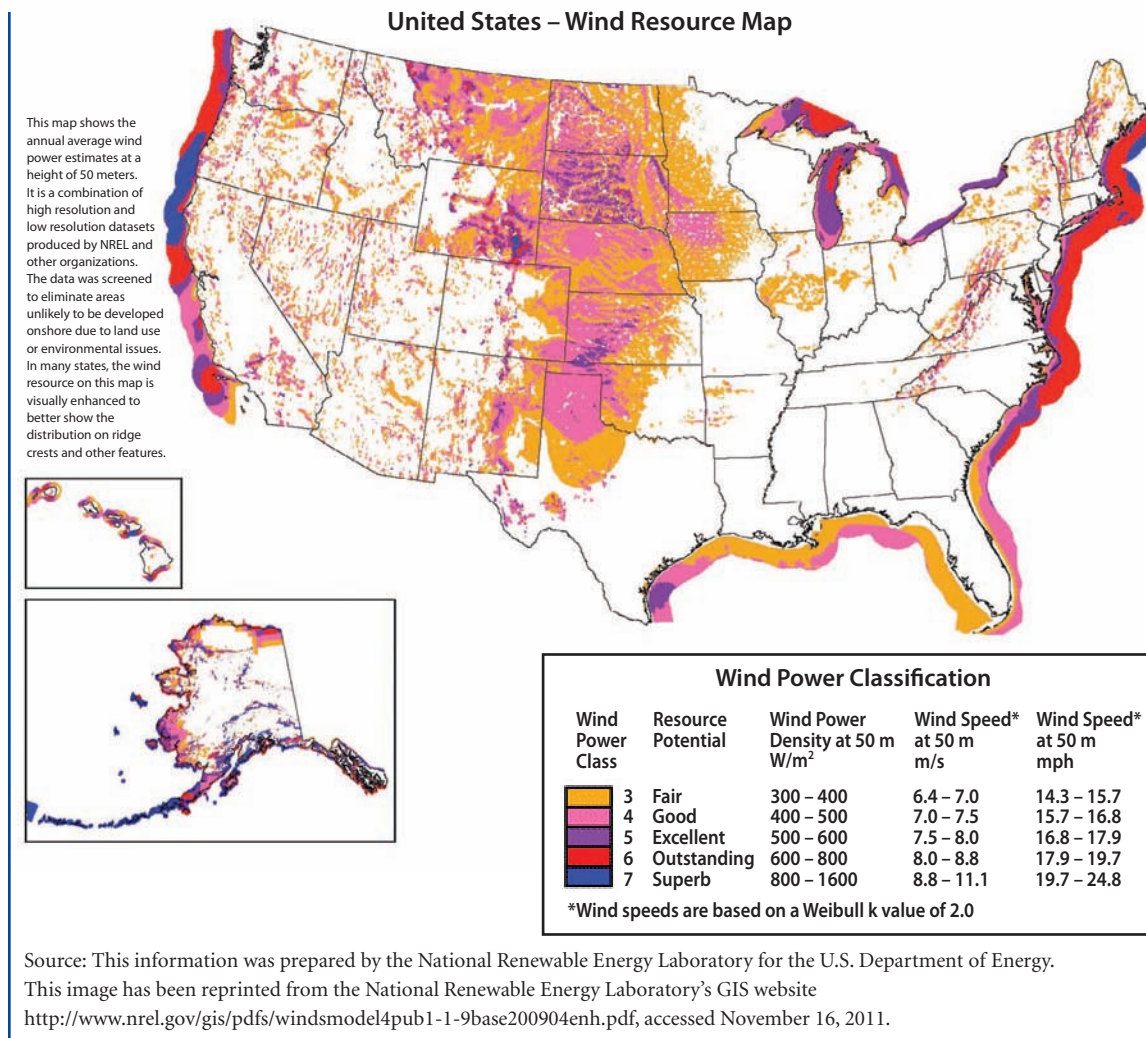 United States – Wind Resource Map
This map shows the
annual average wind
power estimates at a
height of 50 meters.
It is a combination of
high resolution and
low resolution datasets
produced by NREL and
other organizations.
The data was screened
to eliminate areas
unlikely to be developed
onshore due to land use
or environmental issues.
In many states, the wind
resource on this map is
visually enhanced to
better show the
distribution on ridge
crests and other features.
Wind Power Classification
Wind Resource Wind Power Wind Speed* Wind Speed*
Power Potential Density at 50 m at 50 m at 50 m
Class W/m² m/s mph
3 Fair 300 – 400 6.4 – 7.0 14.3 – 15.7
4 Good 400 – 500 7.0 – 7.5 15.7 – 16.8
5 Excellent 500 – 600 7.5 – 8.0 16.8 – 17.9
6 Outstanding 600 – 800 8.0 – 8.8 17.9 – 19.7
7 Superb 800 – 1600 8.8 – 11.1 19.7 – 24.8
*Wind speeds are based on a Weibull k value of 2.0
Source: This information was prepared by the National Renewable Energy Laboratory for the U.S. Department of Energy.
This image has been reprinted from the National Renewable Energy Laboratory's GIS website
http://www.nrel.gov/gis/pdfs/windsmodel4pub1-1-9base200904enh.pdf, accessed November 16, 2011.